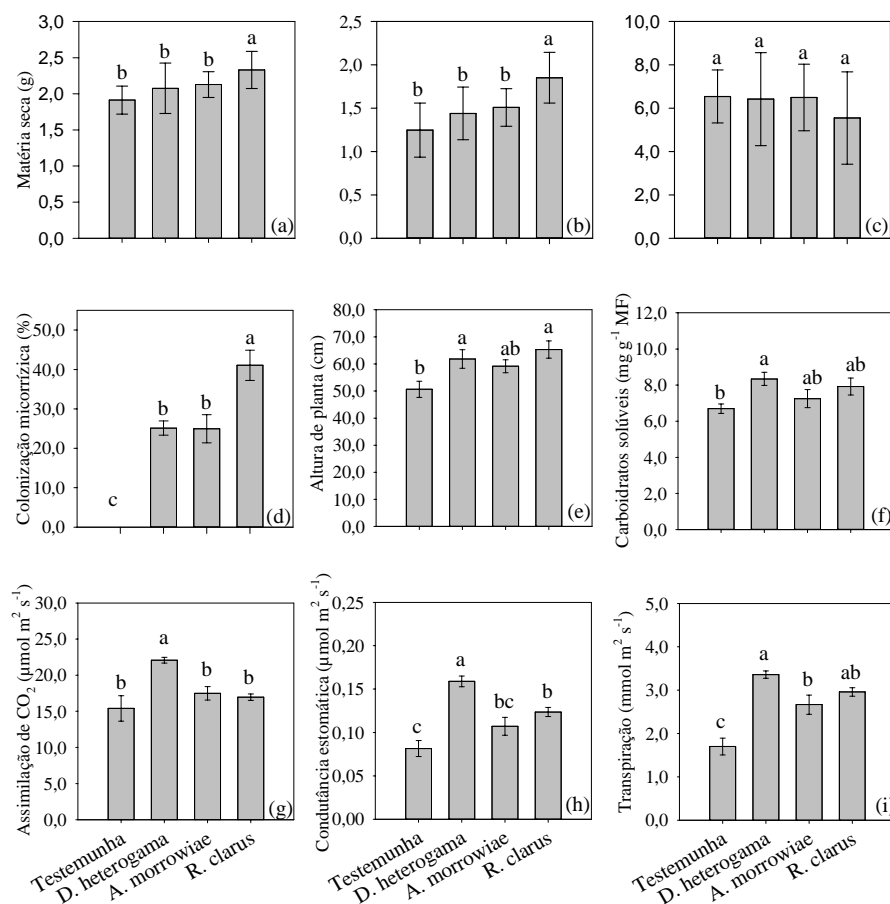 Matéria seca (g)
3,0
2,5
2,0
1,5
1,0
0,5
0,0
b
b
b
a
(a)
2,5
2,0
1,5
1,0
0,5
0,0
b
b
b
a
(b)
10,0
8,0
6,0
4,0
2,0
0,0
a
a
a
a
(c)
Colonização micorrízica (%)
50,0
40,0
30,0
20,0
10,0
0,0
c
b
b
a
(d)
Altura de planta (cm)
80,0
70,0
60,0
50,0
40,0
30,0
20,0
10,0
0,0
b
a
ab
a
(e)
Carboidratos solúveis (mg g⁻¹ MF)
12,0
10,0
8,0
6,0
4,0
2,0
0,0
b
a
ab
ab
(f)
Assimilação de CO₂ (µmol m² s⁻¹)
30,0
25,0
20,0
15,0
10,0
5,0
0,0
b
a
b
b
(g)
Testemunha
D. heterogama
A. morrowiae
R. clarus
Condutância estomática (µmol m² s⁻¹)
0,25
0,20
0,15
0,10
0,05
0,00
c
a
bc
b
(h)
Testemunha
D. heterogama
A. morrowiae
R. clarus
Transpiração (mmol m² s⁻¹)
5,0
4,0
3,0
2,0
1,0
0,0
c
a
b
ab
(i)
Testemunha
D. heterogama
A. morrowiae
R. clarus